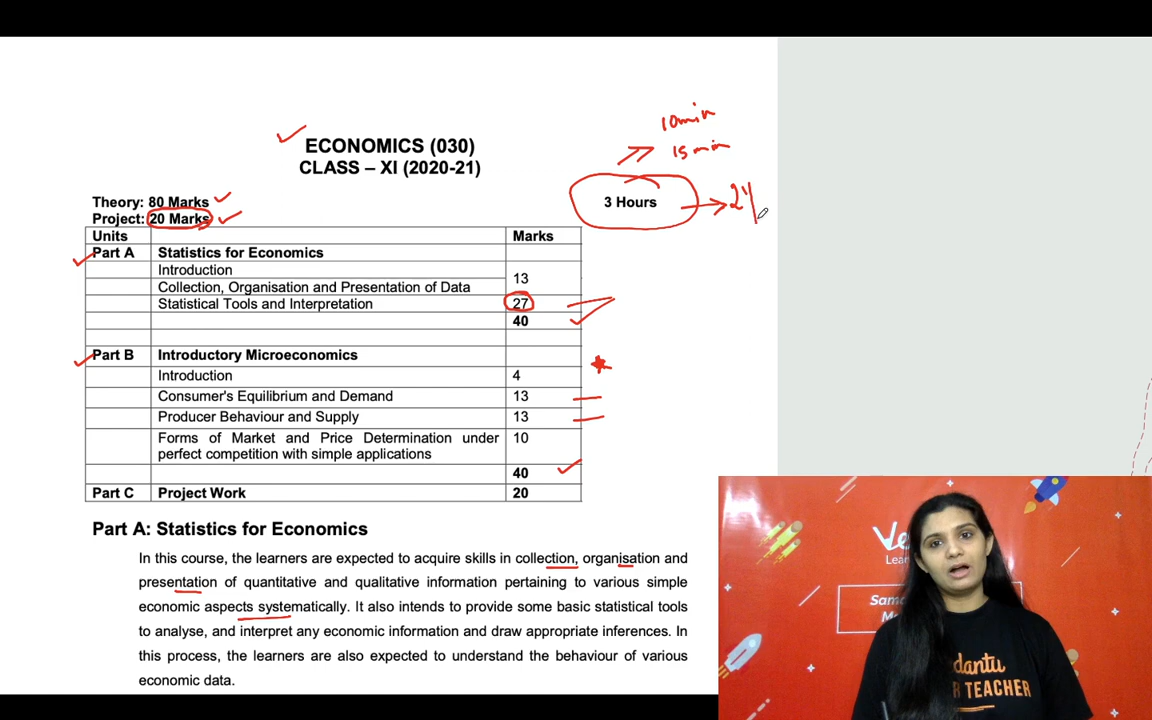 10min
15 min
ECONOMICS (030)
CLASS – XI (2020-21)
Theory: 80 Marks
3 Hours
Project: 20 Marks
Units Marks
Part A Statistics for Economics
Introduction
13
Collection, Organisation and Presentation of Data
Statistical Tools and Interpretation 27
40
Part B Introductory Microeconomics
Introduction 4
Consumer's Equilibrium and Demand 13
Producer Behaviour and Supply 13
Forms of Market and Price Determination under 10
perfect competition with simple applications
40
Part C Project Work 20
Part A: Statistics for Economics
In this course, the learners are expected to acquire skills in collection, organisation and
presentation of quantitative and qualitative information pertaining to various simple
economic aspects systematically. It also intends to provide some basic statistical tools
to analyse, and interpret any economic information and draw appropriate inferences. In
this process, the learners are also expected to understand the behaviour of various
economic data.
TEACHER